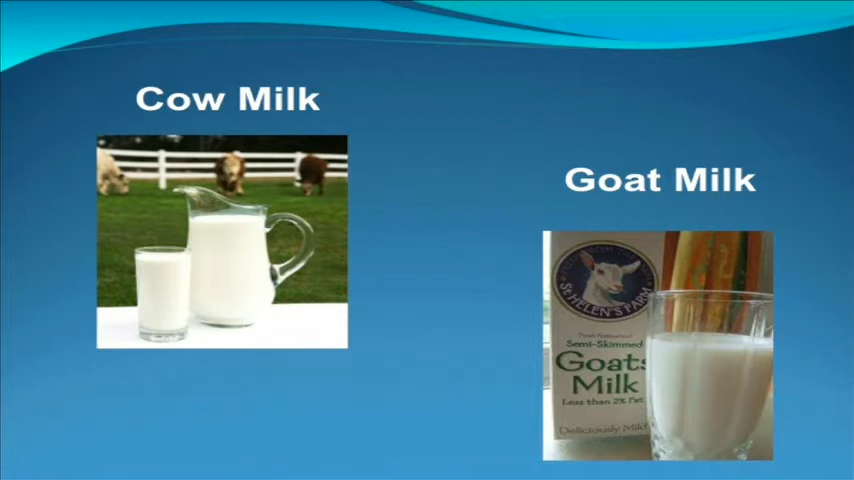 Cow Milk
Goat Milk
ST HELEN'S FARM
Semi-Skimmed
Goats
Milk
Less than 2% Fat
Deliciously Mild